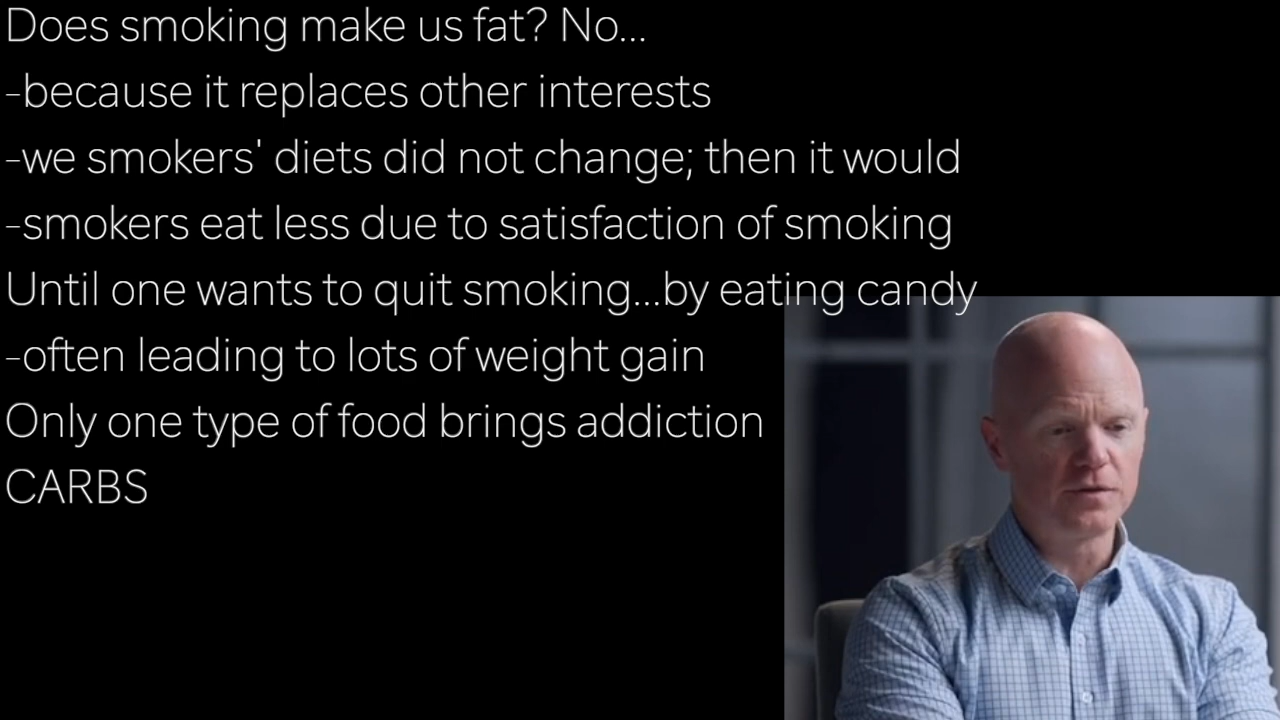 Does smoking make us fat? No...
-because it replaces other interests
-we smokers' diets did not change; then it would
-smokers eat less due to satisfaction of smoking
Until one wants to quit smoking...by eating candy
-often leading to lots of weight gain
Only one type of food brings addiction
CARBS